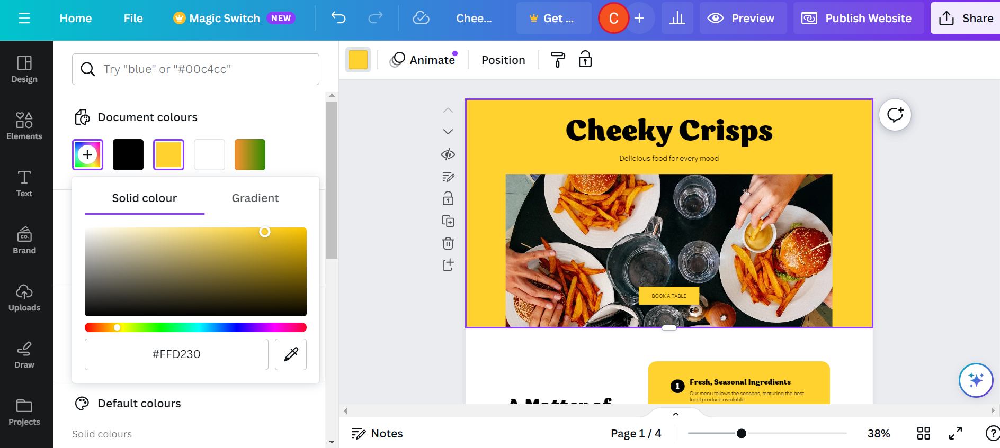 Home File Magic Switch NEW Chee... Get ... C Preview Publish Website Share
Design
Elements
Text
Brand
CO.
Uploads
Draw
Projects
Try "blue" or "#00c4cc"
Document colours
Solid colour Gradient
#FFD230
Default colours
Solid colours
Animate Position
Cheeky Crisps
Delicious food for every mood
BOOK A TABLE
A Matter of
1 Fresh, Seasonal Ingredients
Our menu follows the seasons, featuring the best
local produce available
Notes Page 1 / 4 38% ?